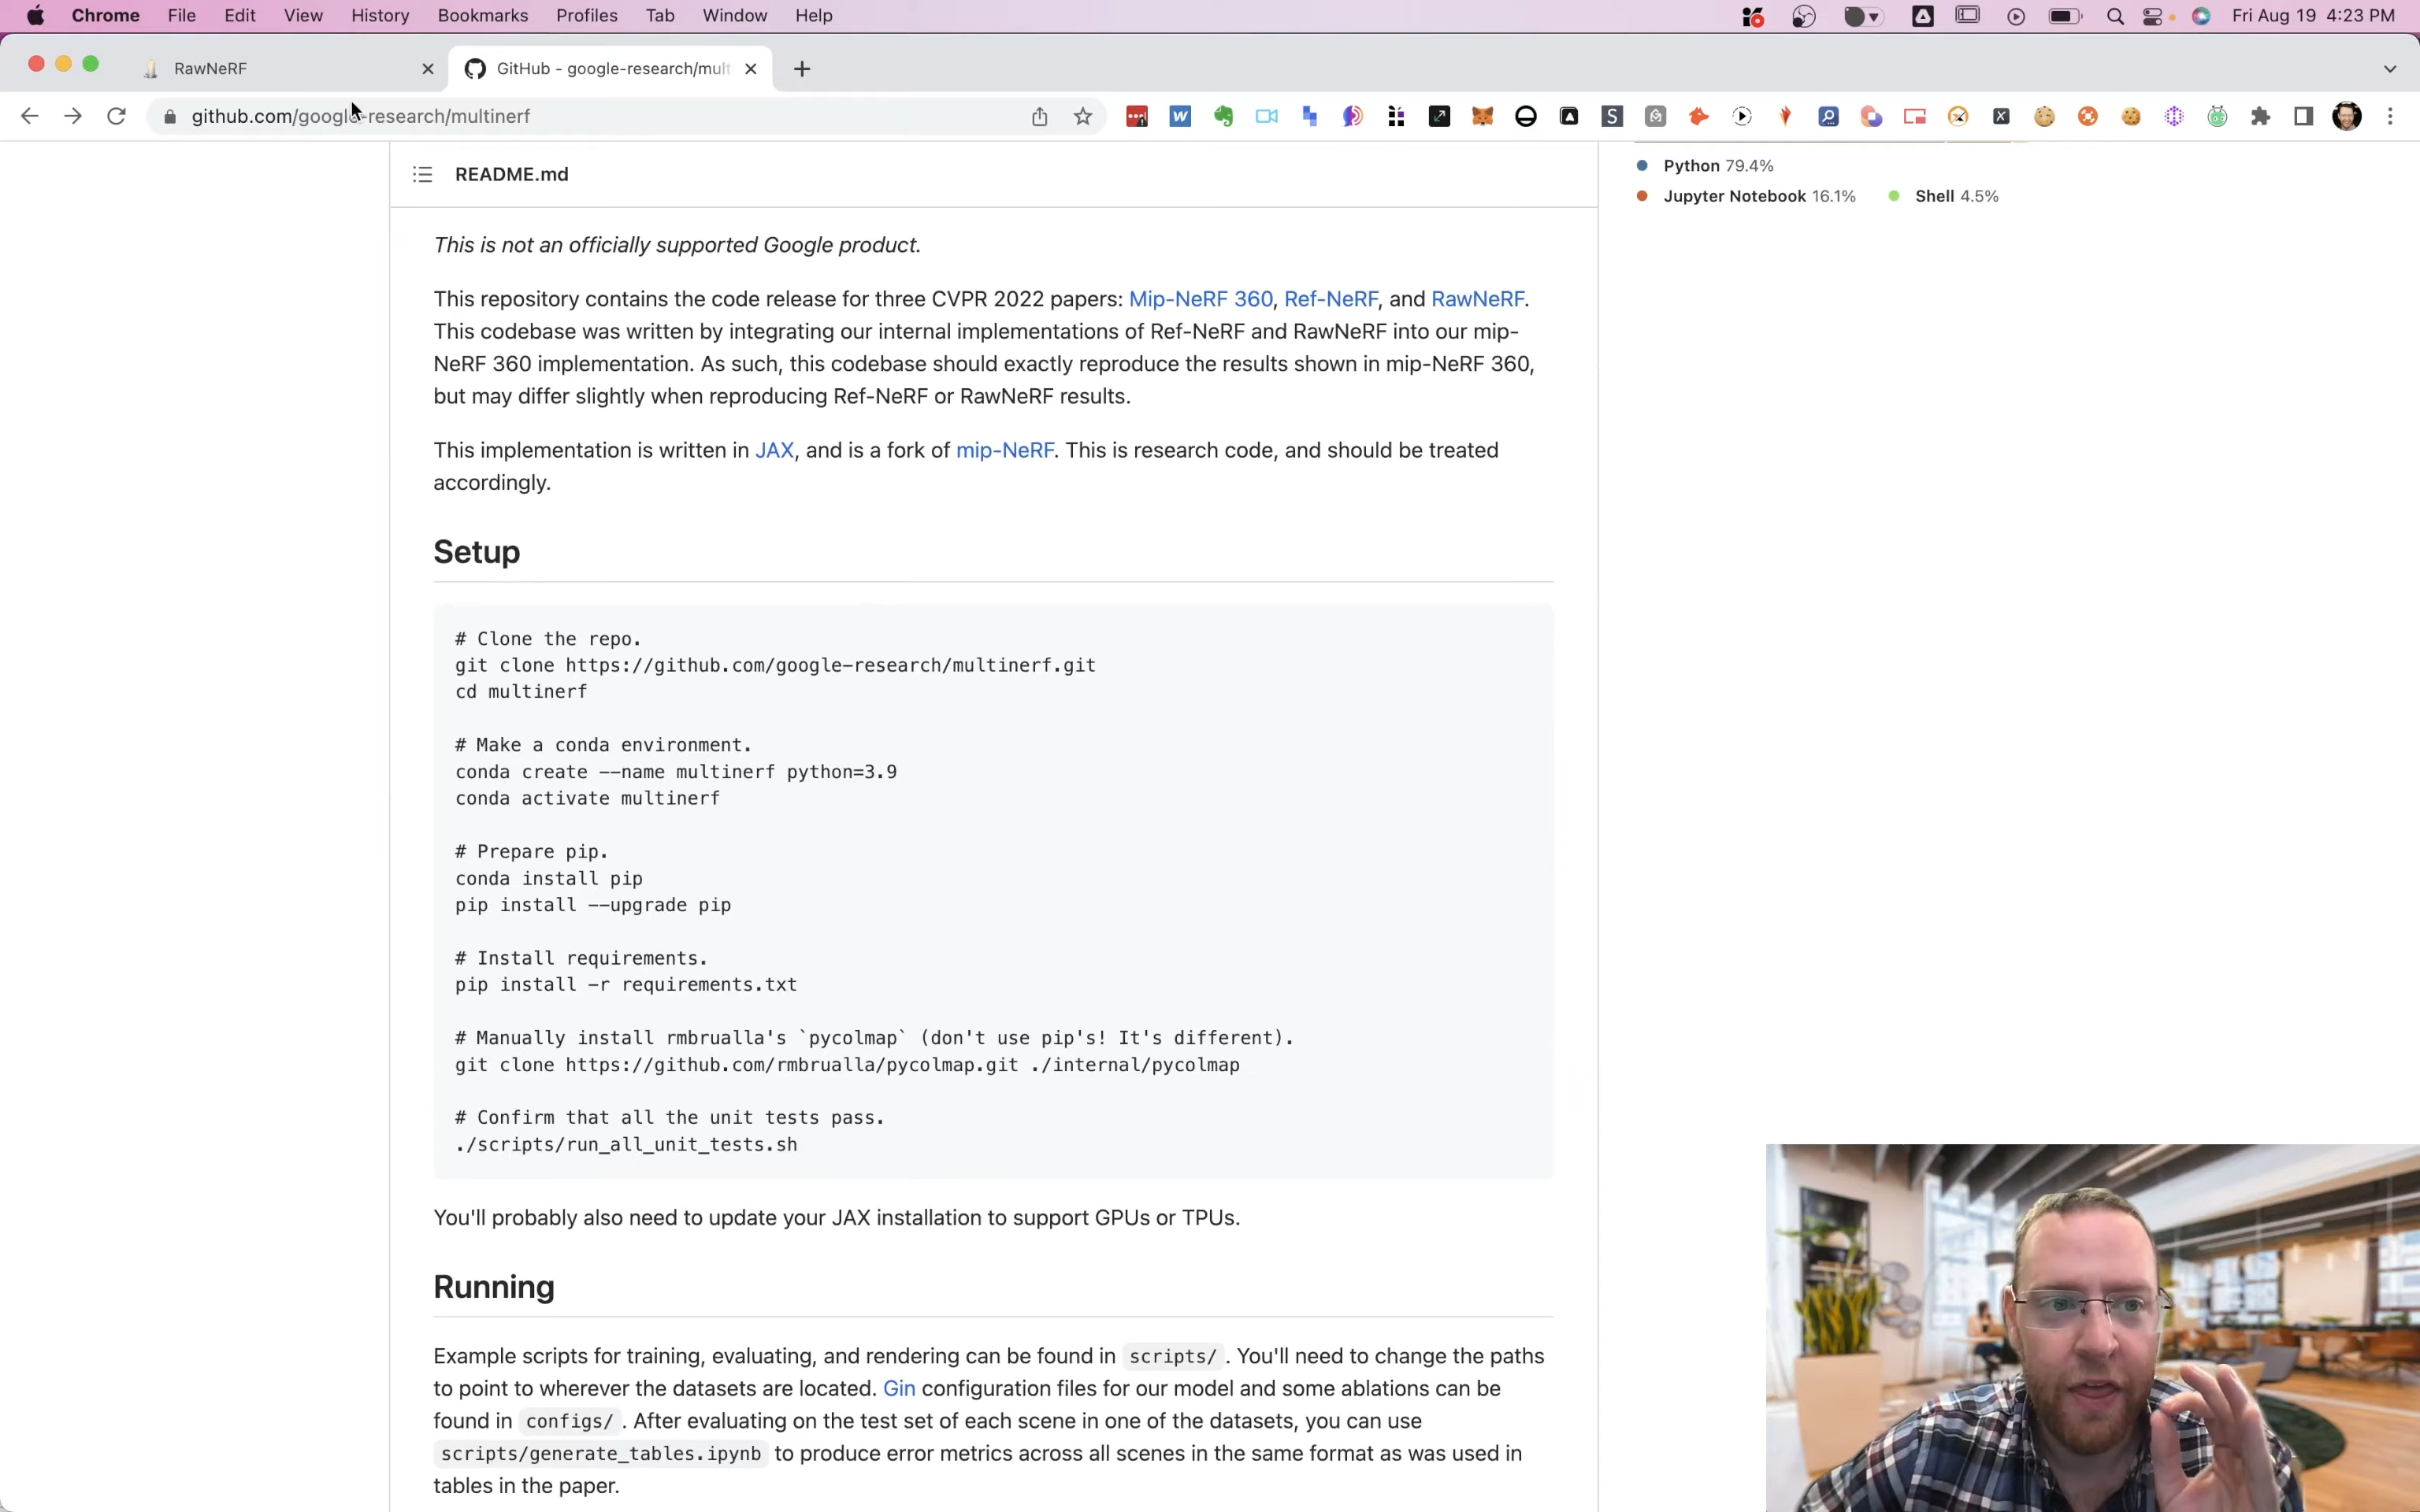 Chrome File Edit View History Bookmarks Profiles Tab Window Help Fri Aug 19 4:23 PM
RawNeRF GitHub - google-research/mult
github.com/google-research/multinerf
README.md
Python 79.4%
Jupyter Notebook 16.1% Shell 4.5%
This is not an officially supported Google product.
This repository contains the code release for three CVPR 2022 papers: Mip-NeRF 360, Ref-NeRF, and RawNeRF.
This codebase was written by integrating our internal implementations of Ref-NeRF and RawNeRF into our mip-
NeRF 360 implementation. As such, this codebase should exactly reproduce the results shown in mip-NeRF 360,
but may differ slightly when reproducing Ref-NeRF or RawNeRF results.
This implementation is written in JAX, and is a fork of mip-NeRF. This is research code, and should be treated
accordingly.
Setup
# Clone the repo.
git clone https://github.com/google-research/multinerf.git
cd multinerf
# Make a conda environment.
conda create --name multinerf python=3.9
conda activate multinerf
# Prepare pip.
conda install pip
pip install --upgrade pip
# Install requirements.
pip install -r requirements.txt
# Manually install rmbrualla's `pycolmap` (don't use pip's! It's different).
git clone https://github.com/rmbrualla/pycolmap.git ./internal/pycolmap
# Confirm that all the unit tests pass.
./scripts/run_all_unit_tests.sh
You'll probably also need to update your JAX installation to support GPUs or TPUs.
Running
Example scripts for training, evaluating, and rendering can be found in scripts/ . You'll need to change the paths
to point to wherever the datasets are located. Gin configuration files for our model and some ablations can be
found in configs/ . After evaluating on the test set of each scene in one of the datasets, you can use
scripts/generate_tables.ipynb to produce error metrics across all scenes in the same format as was used in
tables in the paper.